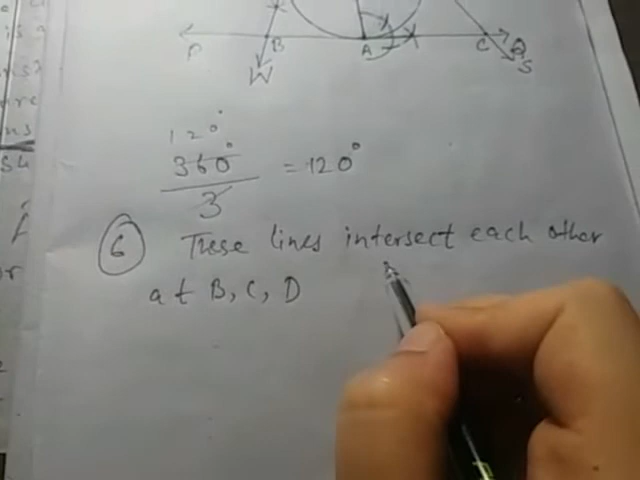 P B A C Q
W S
120°
360° = 120°
3
6 These lines intersect each other
at B, C, D